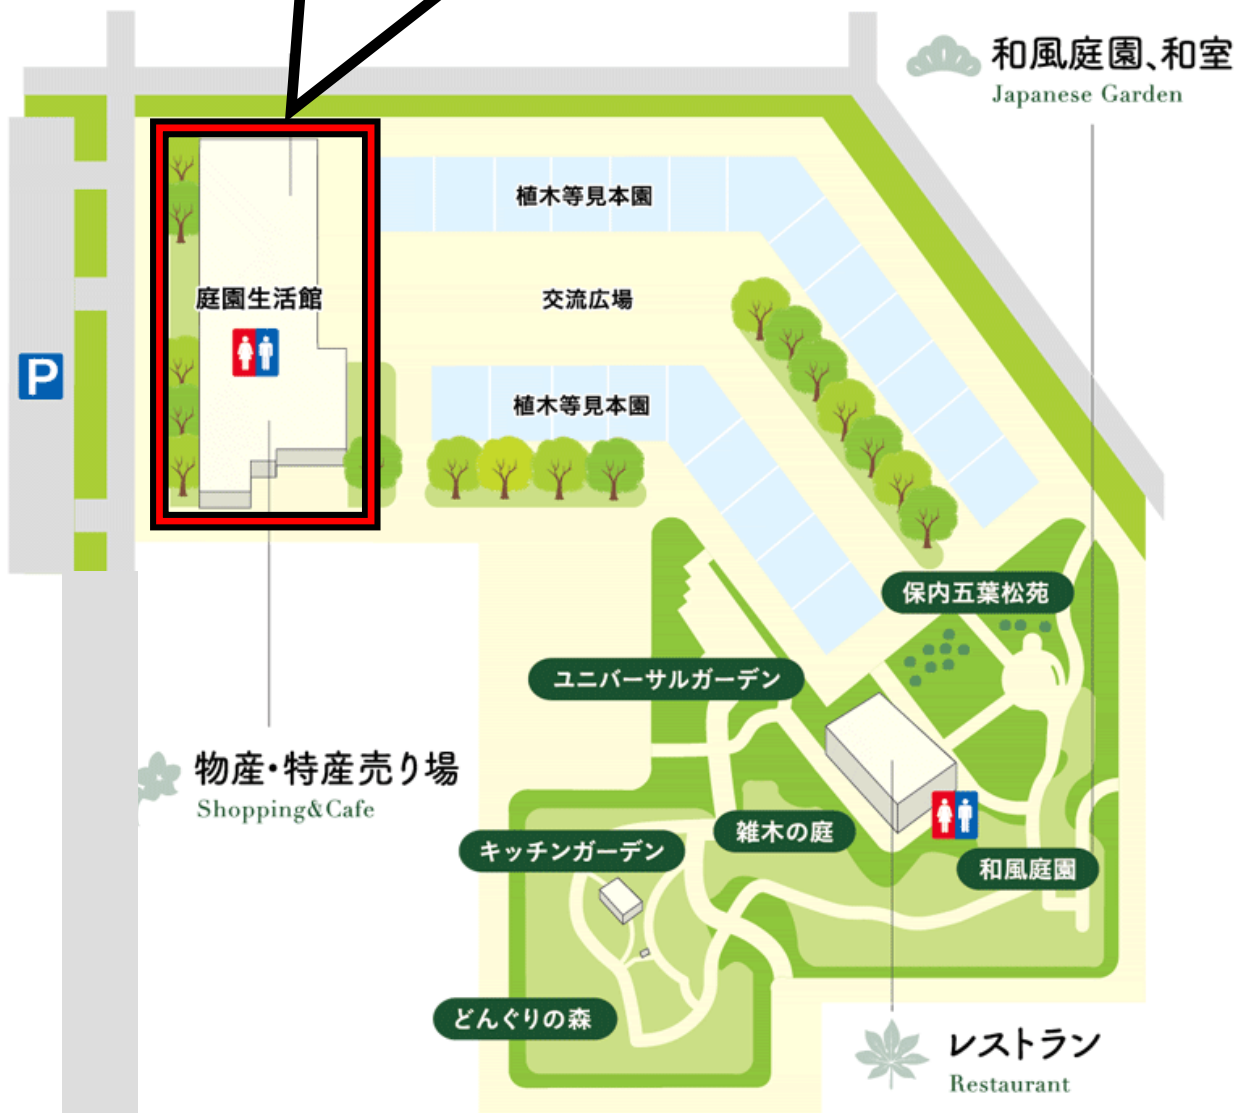 和風庭園、和室
Japanese Garden
植木等見本園
庭園生活館
交流広場
P
植木等見本園
保内五葉松苑
ユニバーサルガーデン
物産・特産売り場
Shopping&Cafe
雑木の庭
キッチンガーデン
和風庭園
どんぐりの森
レストラン
Restaurant